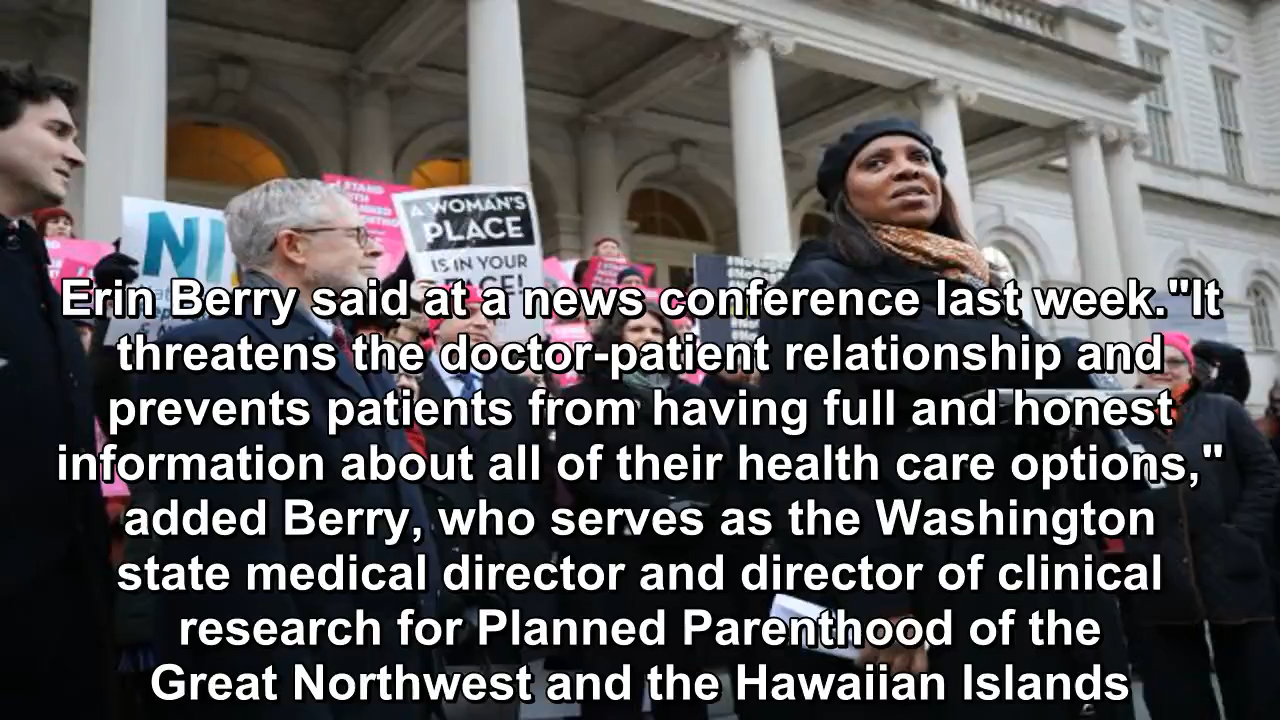 NI
I STAND
A WOMAN'S
PLACE
IS IN YOUR
Erin Berry said at a news conference last week."It
threatens the doctor-patient relationship and
prevents patients from having full and honest
information about all of their health care options,"
added Berry, who serves as the Washington
state medical director and director of clinical
research for Planned Parenthood of the
Great Northwest and the Hawaiian Islands